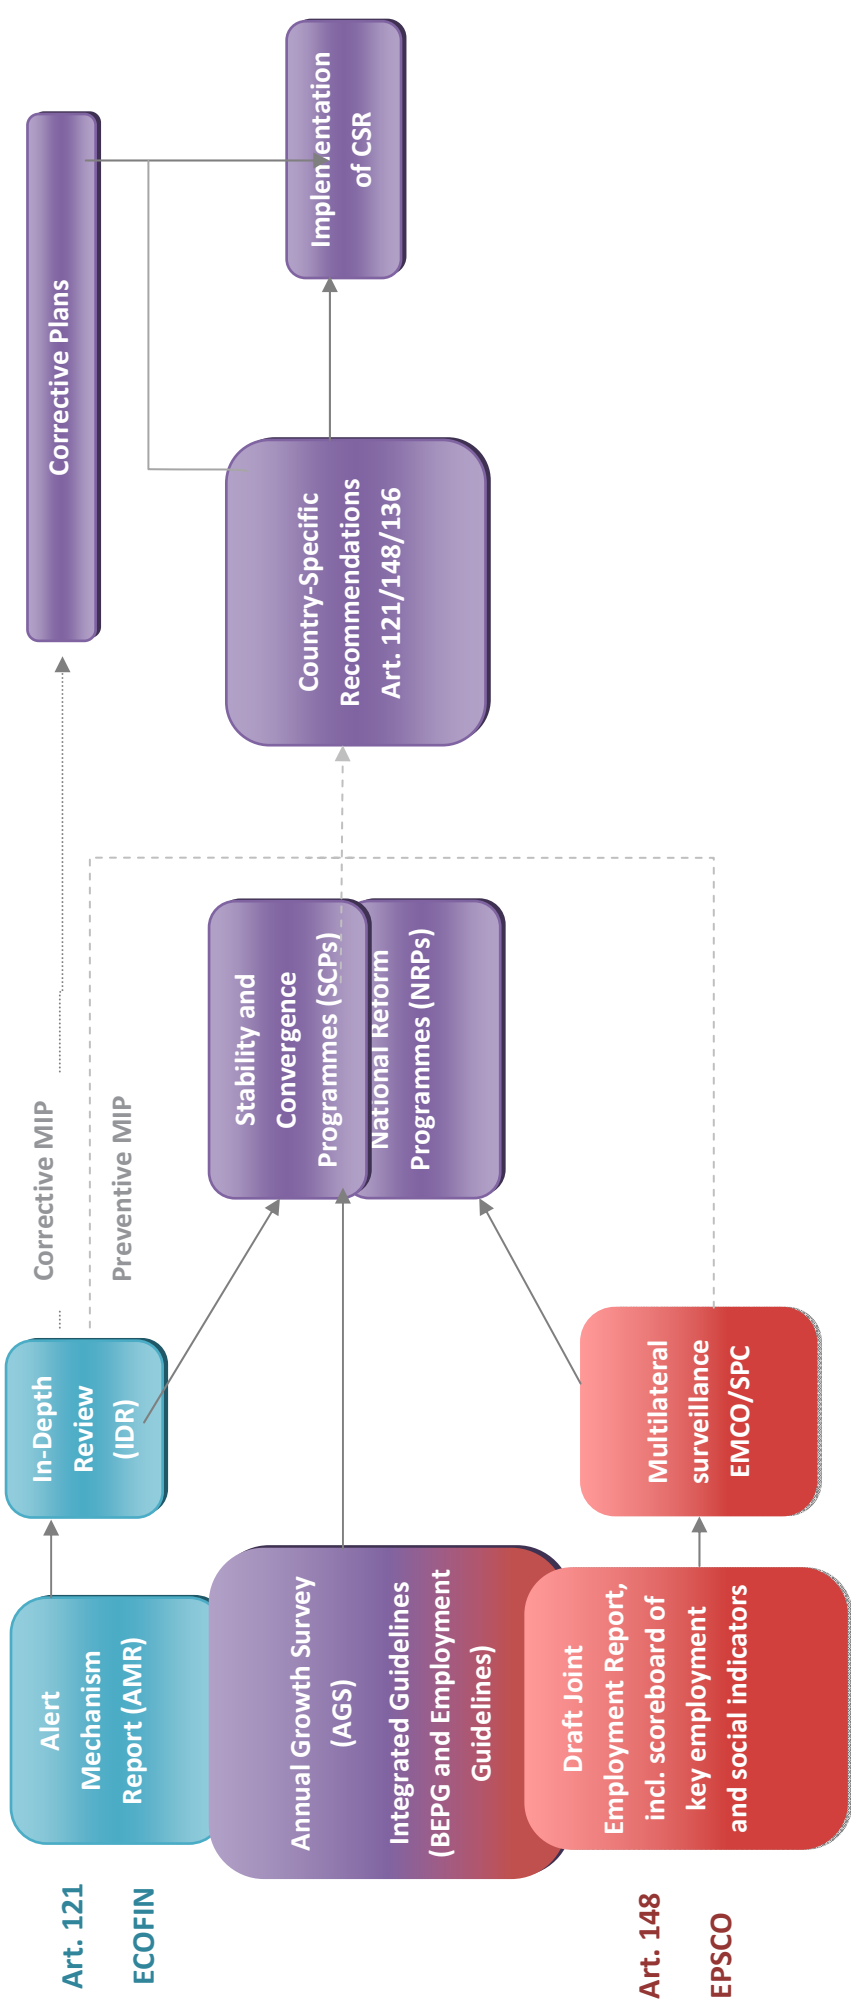 Art. 121
ECOFIN
Alert
Mechanism
Report (AMR)
In-Depth
Review
(IDR)
Corrective MIP
Preventive MIP
Corrective Plans
Annual Growth Survey
(AGS)
Integrated Guidelines
(BEPG and Employment
Guidelines)
Stability and
Convergence
Programmes (SCPs)
National Reform
Programmes (NRPs)
Country-Specific
Recommendations
Art. 121/148/136
Implementation
of CSR
Art. 148
EPSCO
Draft Joint
Employment Report,
incl. scoreboard of
key employment
and social indicators
Multilateral
surveillance
EMCO/SPC